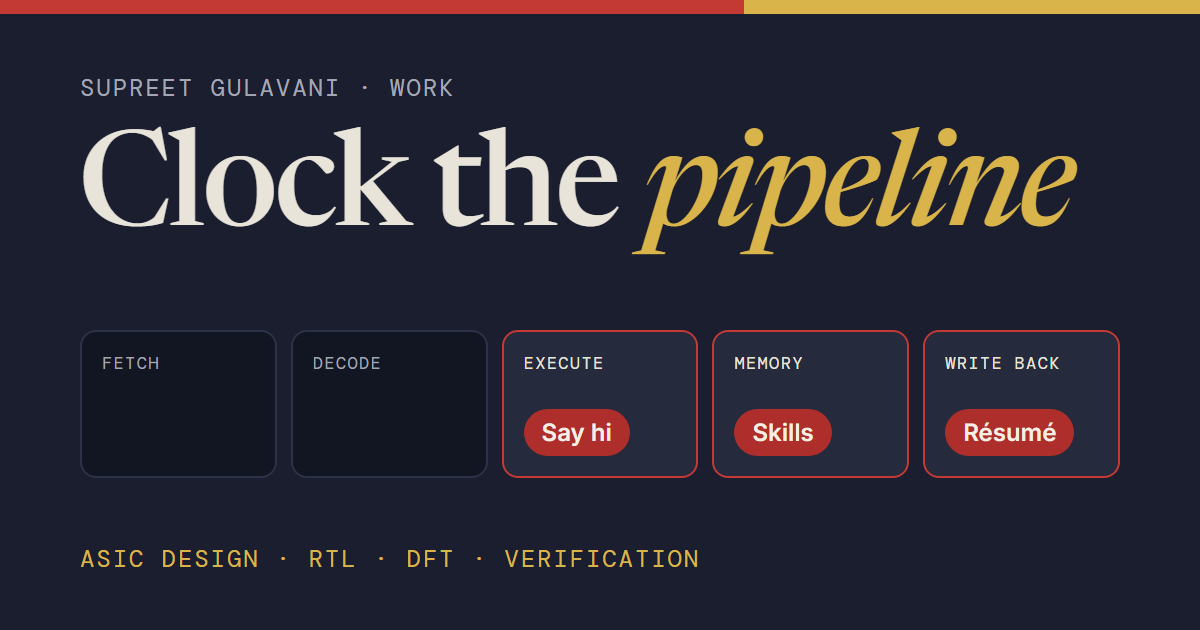 SUPREET GULAVANI · WORK
Clock the pipeline
FETCH
DECODE
EXECUTE
MEMORY
WRITE BACK
Say hi
Skills
Résumé
ASIC DESIGN · RTL · DFT · VERIFICATION